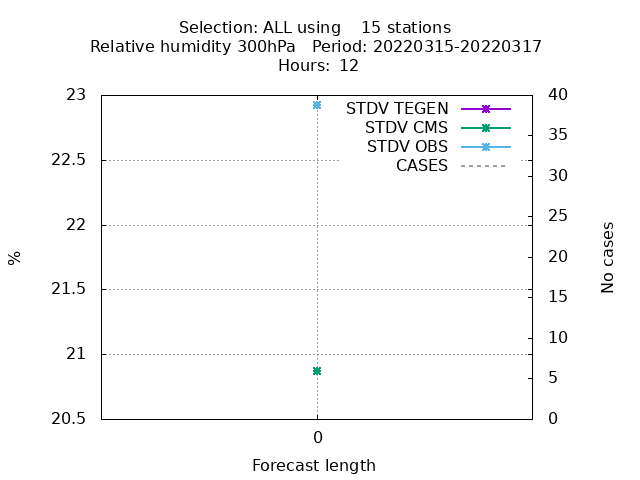 Selection: ALL using    15 stations
Relative humidity 300hPa   Period: 20220315-20220317
Hours: 12
23
22.5
22
21.5
21
20.5
%
STDV TEGEN
STDV CMS
STDV OBS
CASES
40
35
30
25
20
15
10
5
0
No cases
0
Forecast length